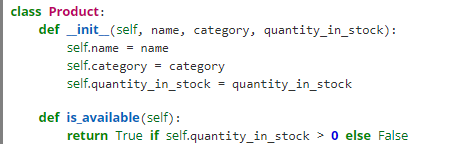 class Product:
    def __init__(self, name, category, quantity_in_stock):
        self.name = name
        self.category = category
        self.quantity_in_stock = quantity_in_stock

    def is_available(self):
        return True if self.quantity_in_stock > 0 else False